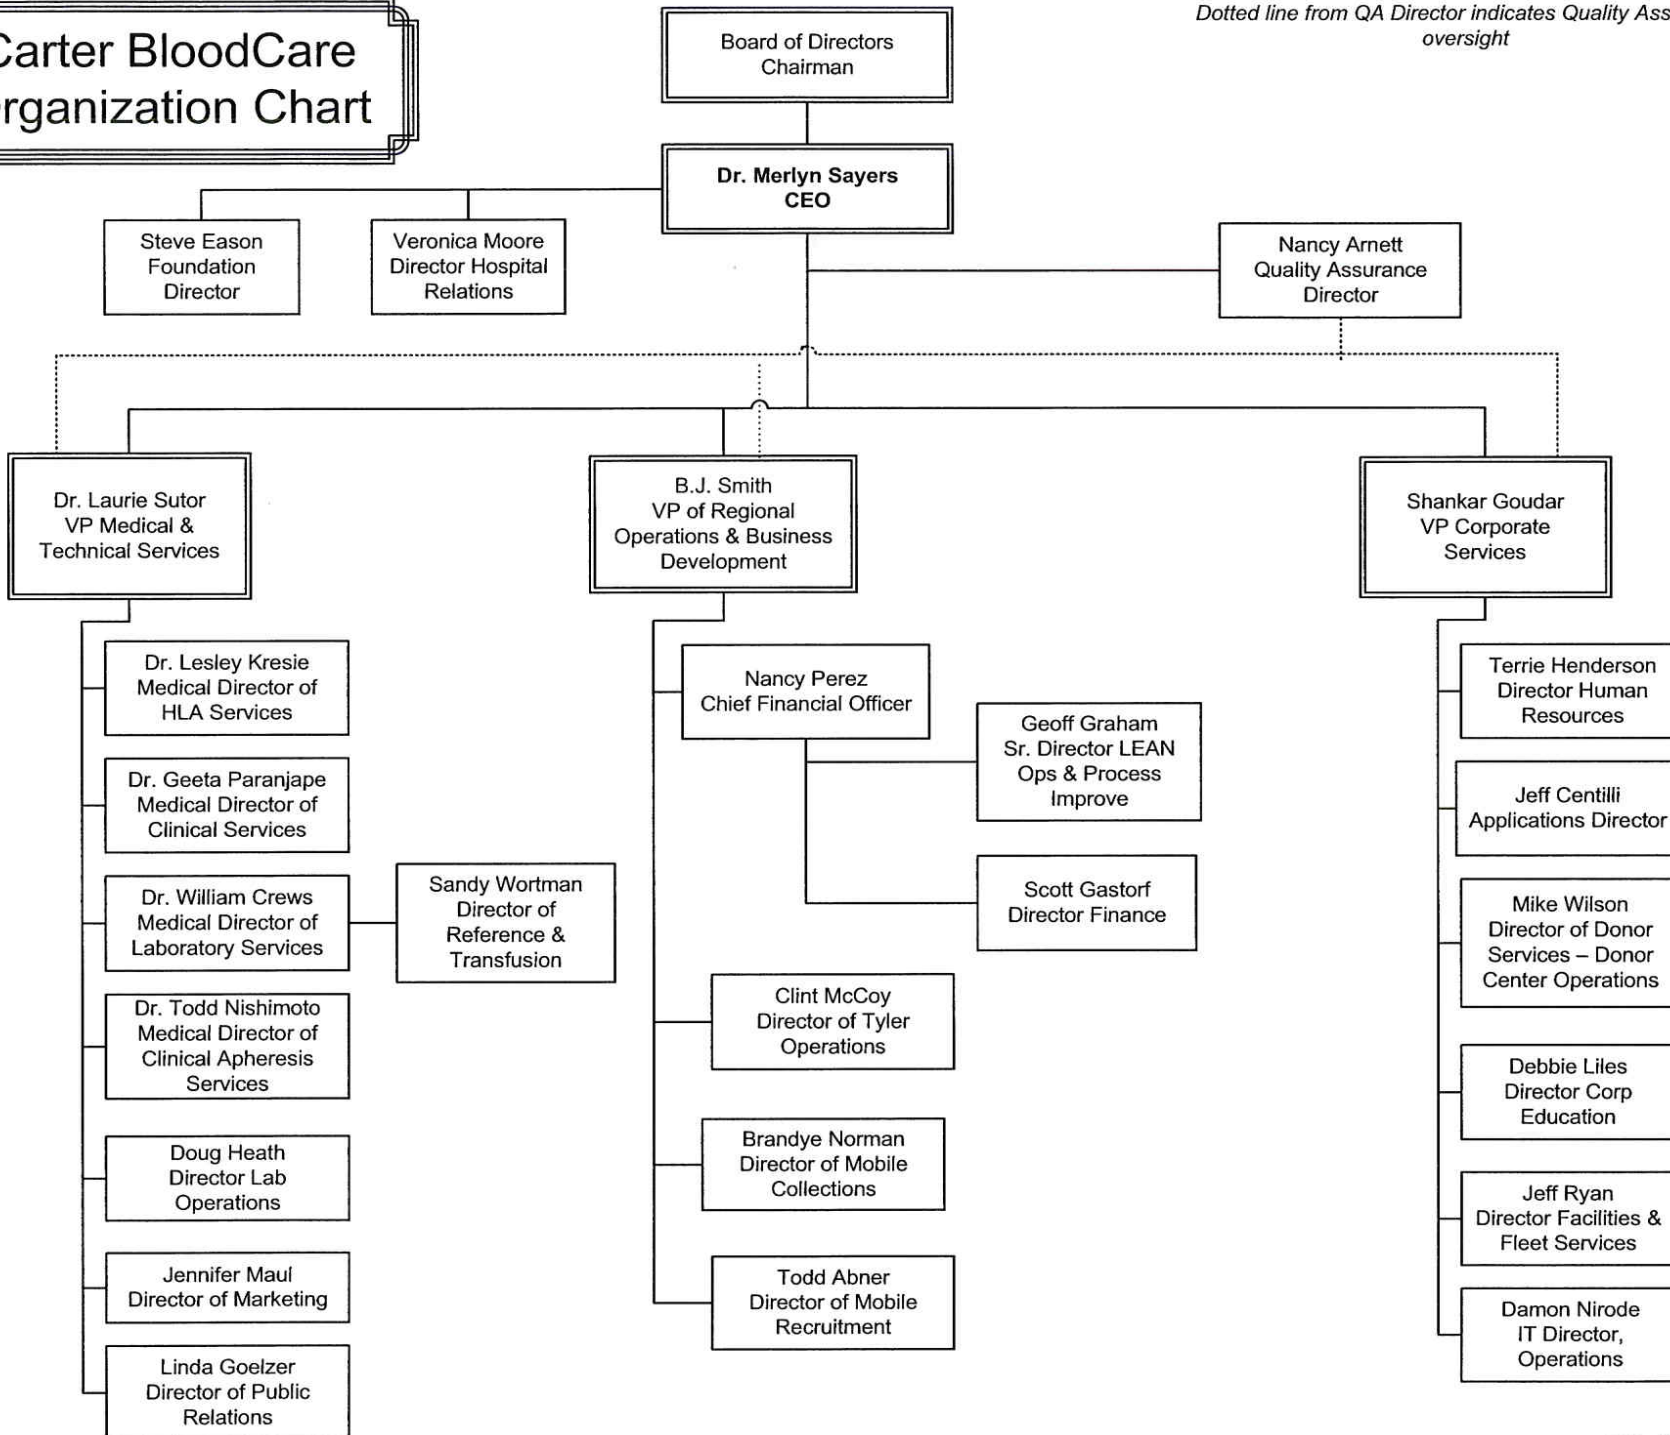 Carter BloodCare
Organization Chart
Dotted line from QA Director indicates Quality Ass
oversight
Board of Directors
Chairman
Dr. Merlyn Sayers
CEO
Steve Eason
Foundation
Director
Veronica Moore
Director Hospital
Relations
Nancy Arnett
Quality Assurance
Director
Dr. Laurie Sutor
VP Medical &
Technical Services
B.J. Smith
VP of Regional
Operations & Business
Development
Shankar Goudar
VP Corporate
Services
Dr. Lesley Kresie
Medical Director of
HLA Services
Dr. Geeta Paranjape
Medical Director of
Clinical Services
Dr. William Crews
Medical Director of
Laboratory Services
Sandy Wortman
Director of
Reference &
Transfusion
Dr. Todd Nishimoto
Medical Director of
Clinical Apheresis
Services
Doug Heath
Director Lab
Operations
Jennifer Maul
Director of Marketing
Linda Goelzer
Director of Public
Relations
Nancy Perez
Chief Financial Officer
Geoff Graham
Sr. Director LEAN
Ops & Process
Improve
Scott Gastorf
Director Finance
Clint McCoy
Director of Tyler
Operations
Brandye Norman
Director of Mobile
Collections
Todd Abner
Director of Mobile
Recruitment
Terrie Henderson
Director Human
Resources
Jeff Centilli
Applications Director
Mike Wilson
Director of Donor
Services – Donor
Center Operations
Debbie Liles
Director Corp
Education
Jeff Ryan
Director Facilities &
Fleet Services
Damon Nirode
IT Director,
Operations